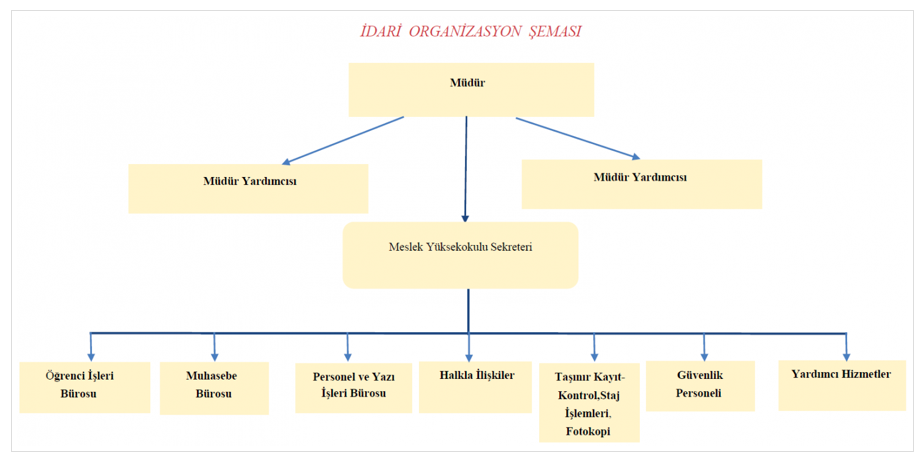 İDARİ ORGANİZASYON ŞEMASI
Müdür
Müdür Yardımcısı
Müdür Yardımcısı
Meslek Yüksekokulu Sekreteri
Öğrenci İşleri
Bürosu
Muhasebe
Bürosu
Personel ve Yazı
İşleri Bürosu
Halkla İlişkiler
Taşınır Kayıt-
Kontrol,Staj
İşlemleri,
Fotokopi
Güvenlik
Personeli
Yardımcı Hizmetler